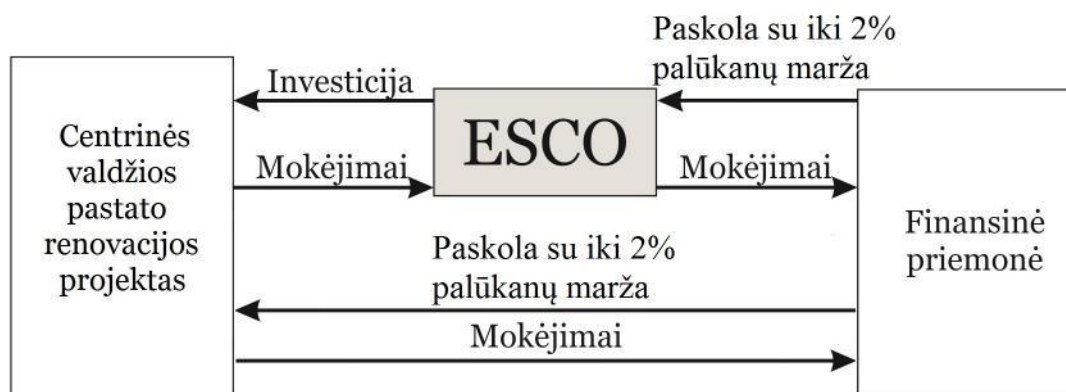 Paskola su iki 2%
palūkanų marža
Investicija
ESCO
Centrinės
valdžios
pastato
renovacijos
projektas
Mokėjimai
Mokėjimai
Finansinė
priemonė
Paskola su iki 2%
palūkanų marža
Mokėjimai